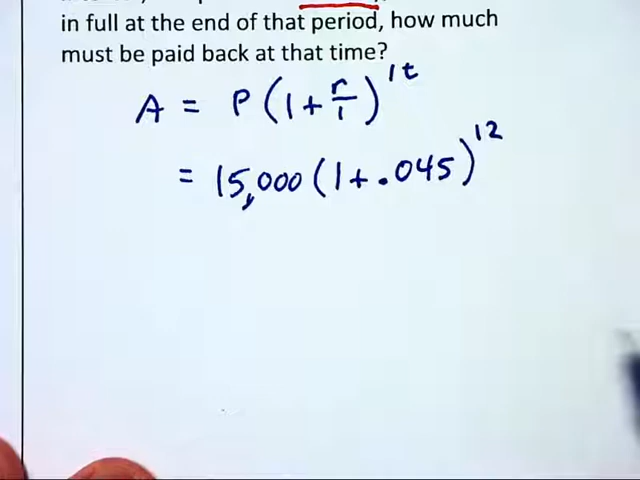 in full at the end of that period, how much
must be paid back at that time?
A = P(1+r/1)^1t
= 15,000(1+.045)^12